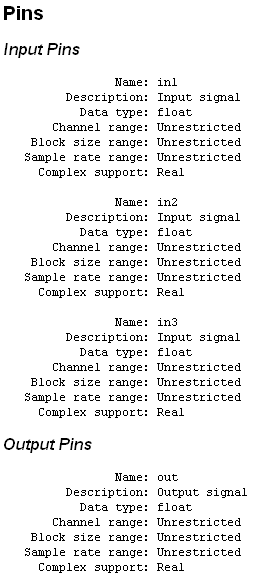 Pins
Input Pins
Name: in1
Description: Input signal
Data type: float
Channel range: Unrestricted
Block size range: Unrestricted
Sample rate range: Unrestricted
Complex support: Real
Name: in2
Description: Input signal
Data type: float
Channel range: Unrestricted
Block size range: Unrestricted
Sample rate range: Unrestricted
Complex support: Real
Name: in3
Description: Input signal
Data type: float
Channel range: Unrestricted
Block size range: Unrestricted
Sample rate range: Unrestricted
Complex support: Real
Output Pins
Name: out
Description: Output signal
Data type: float
Channel range: Unrestricted
Block size range: Unrestricted
Sample rate range: Unrestricted
Complex support: Real